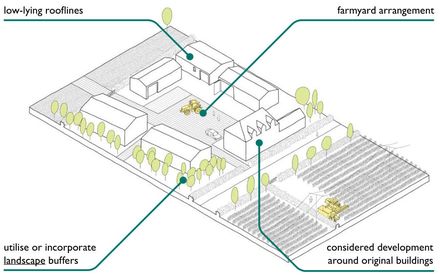 low-lying rooflines
farmyard arrangement
utilise or incorporate
landscape buffers
considered development
around original buildings